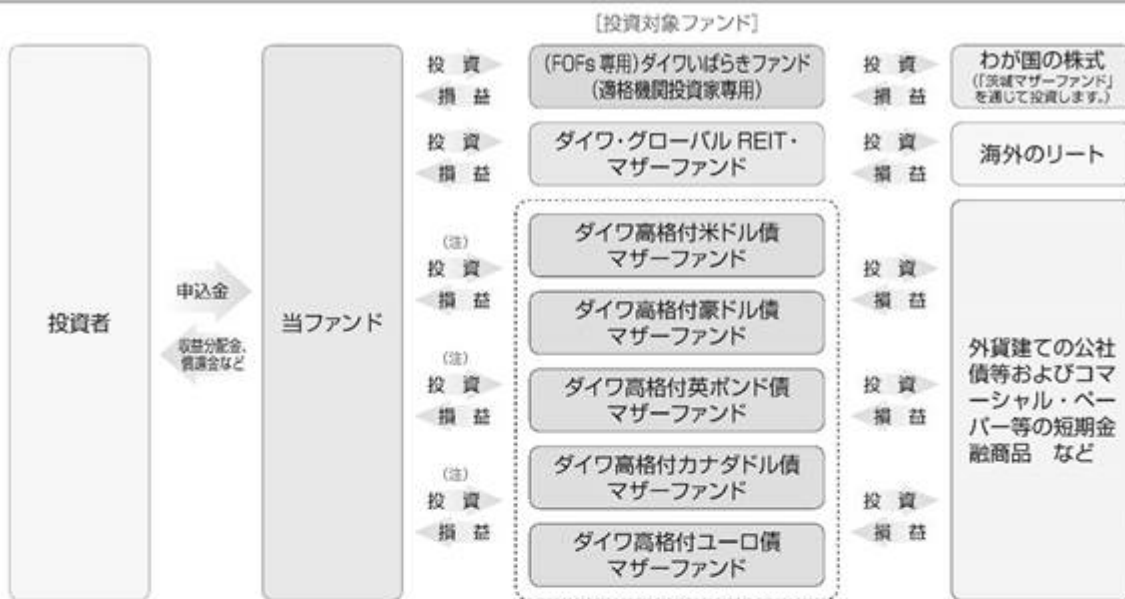 [投資対象ファンド]
投資者
申込金
収益分配金、
償還金など
当ファンド
投 資
損 益
(FOFs 専用)ダイワいばらきファンド
(適格機関投資家専用)
投 資
損 益
わが国の株式
(「茨城マザーファンド」
を通じて投資します。)
投 資
損 益
ダイワ・グローバル REIT・
マザーファンド
投 資
損 益
海外のリート
(注)
投 資
損 益
ダイワ高格付米ドル債
マザーファンド
ダイワ高格付豪ドル債
マザーファンド
投 資
損 益
(注)
投 資
損 益
ダイワ高格付英ポンド債
マザーファンド
投 資
損 益
(注)
投 資
損 益
ダイワ高格付カナダドル債
マザーファンド
ダイワ高格付ユーロ債
マザーファンド
投 資
損 益
外貨建ての公社
債等およびコマ
ーシャル・ペー
パー等の短期金
融商品 など